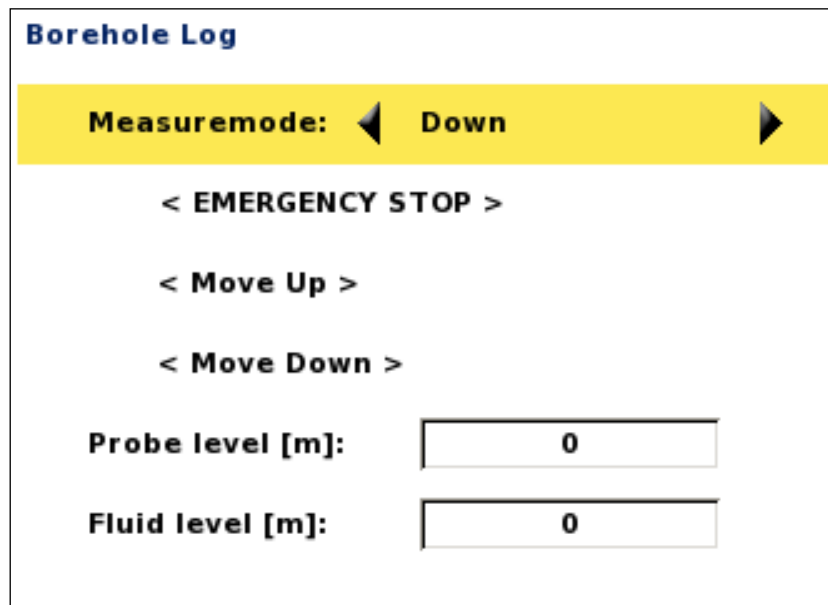 Borehole Log
Measuremode: Down
< EMERGENCY STOP >
< Move Up >
< Move Down >
Probe level [m]: 0
Fluid level [m]: 0